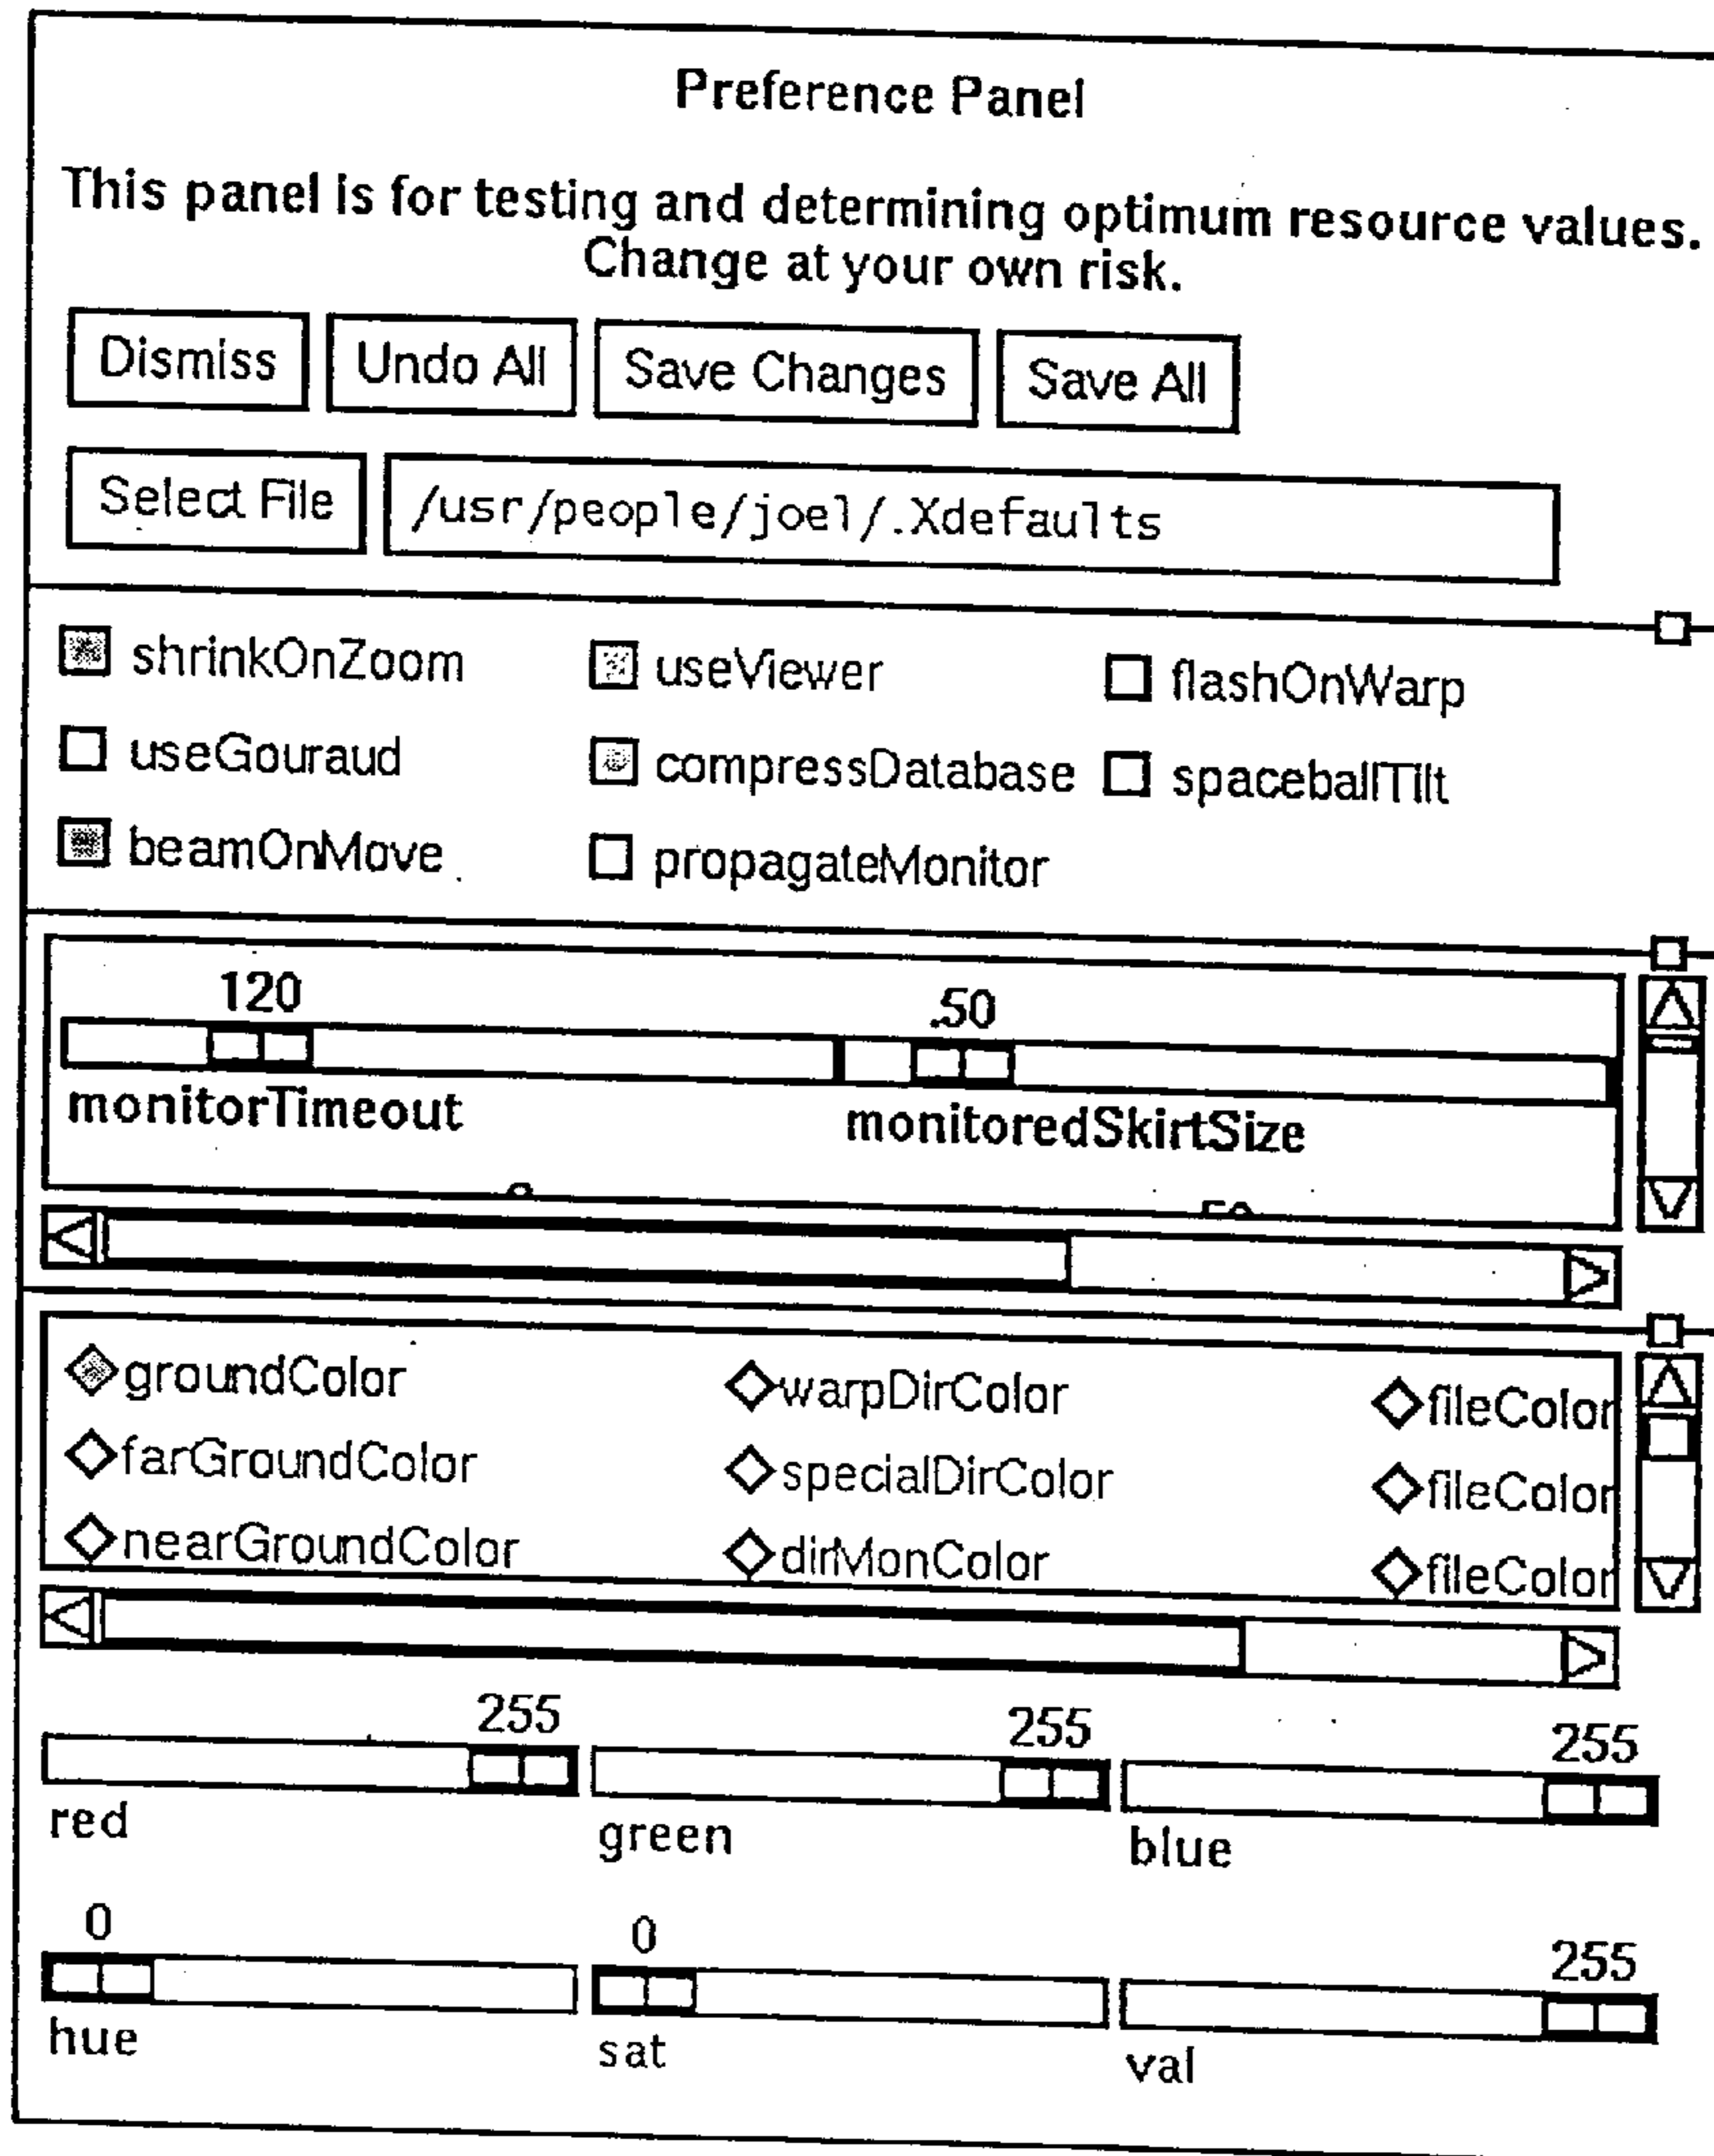 Preference Panel
This panel is for testing and determining optimum resource values.
Change at your own risk.
Dismiss Undo All Save Changes Save All
Select File /usr/people/joel/.Xdefaults
shrinkOnZoom useViewer flashOnWarp
useGouraud compressDatabase spaceballTilt
beamOnMove propagateMonitor
120 .50
monitorTimeout monitoredSkirtSize
groundColor warpDirColor fileColor
farGroundColor specialDirColor fileColor
nearGroundColor dirMonColor fileColor
255 255 255
red green blue
0 0 255
hue sat val